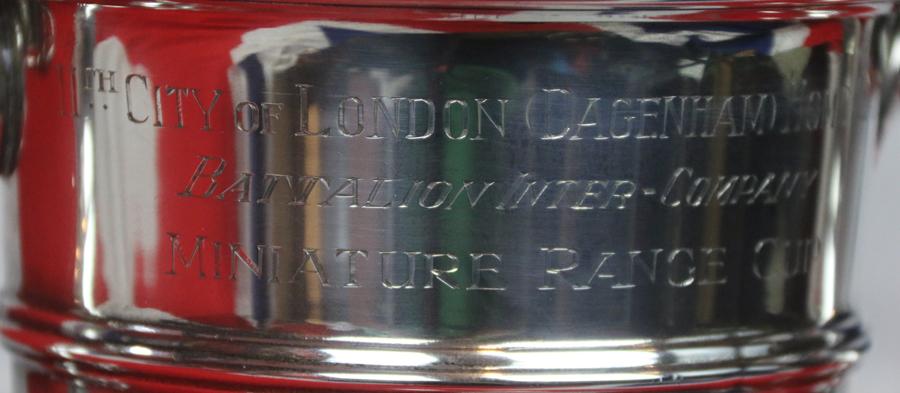 11TH CITY OF LONDON (DAGENHAM)
BATTALION INTER-COMPANY
MINIATURE RANGE CUP